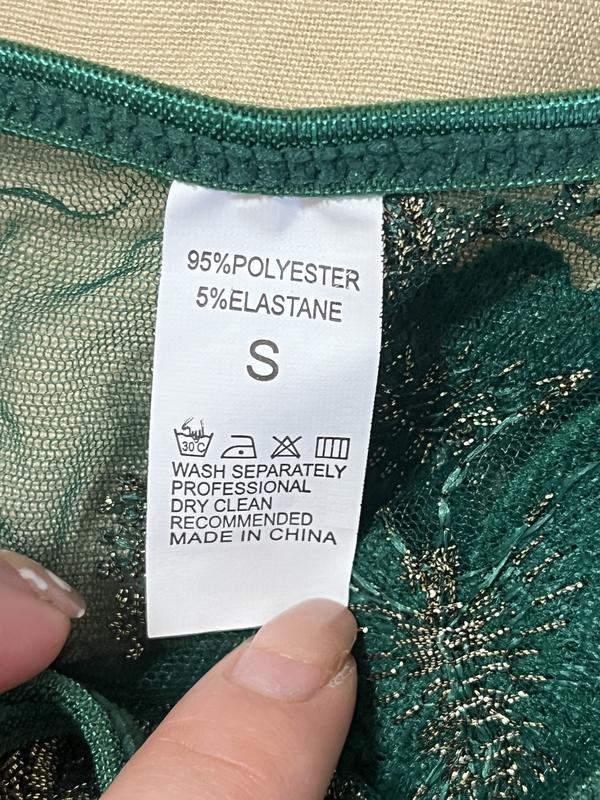 95%POLYESTER
5%ELASTANE
S
30°C
WASH SEPARATELY
PROFESSIONAL
DRY CLEAN
RECOMMENDED
MADE IN CHINA